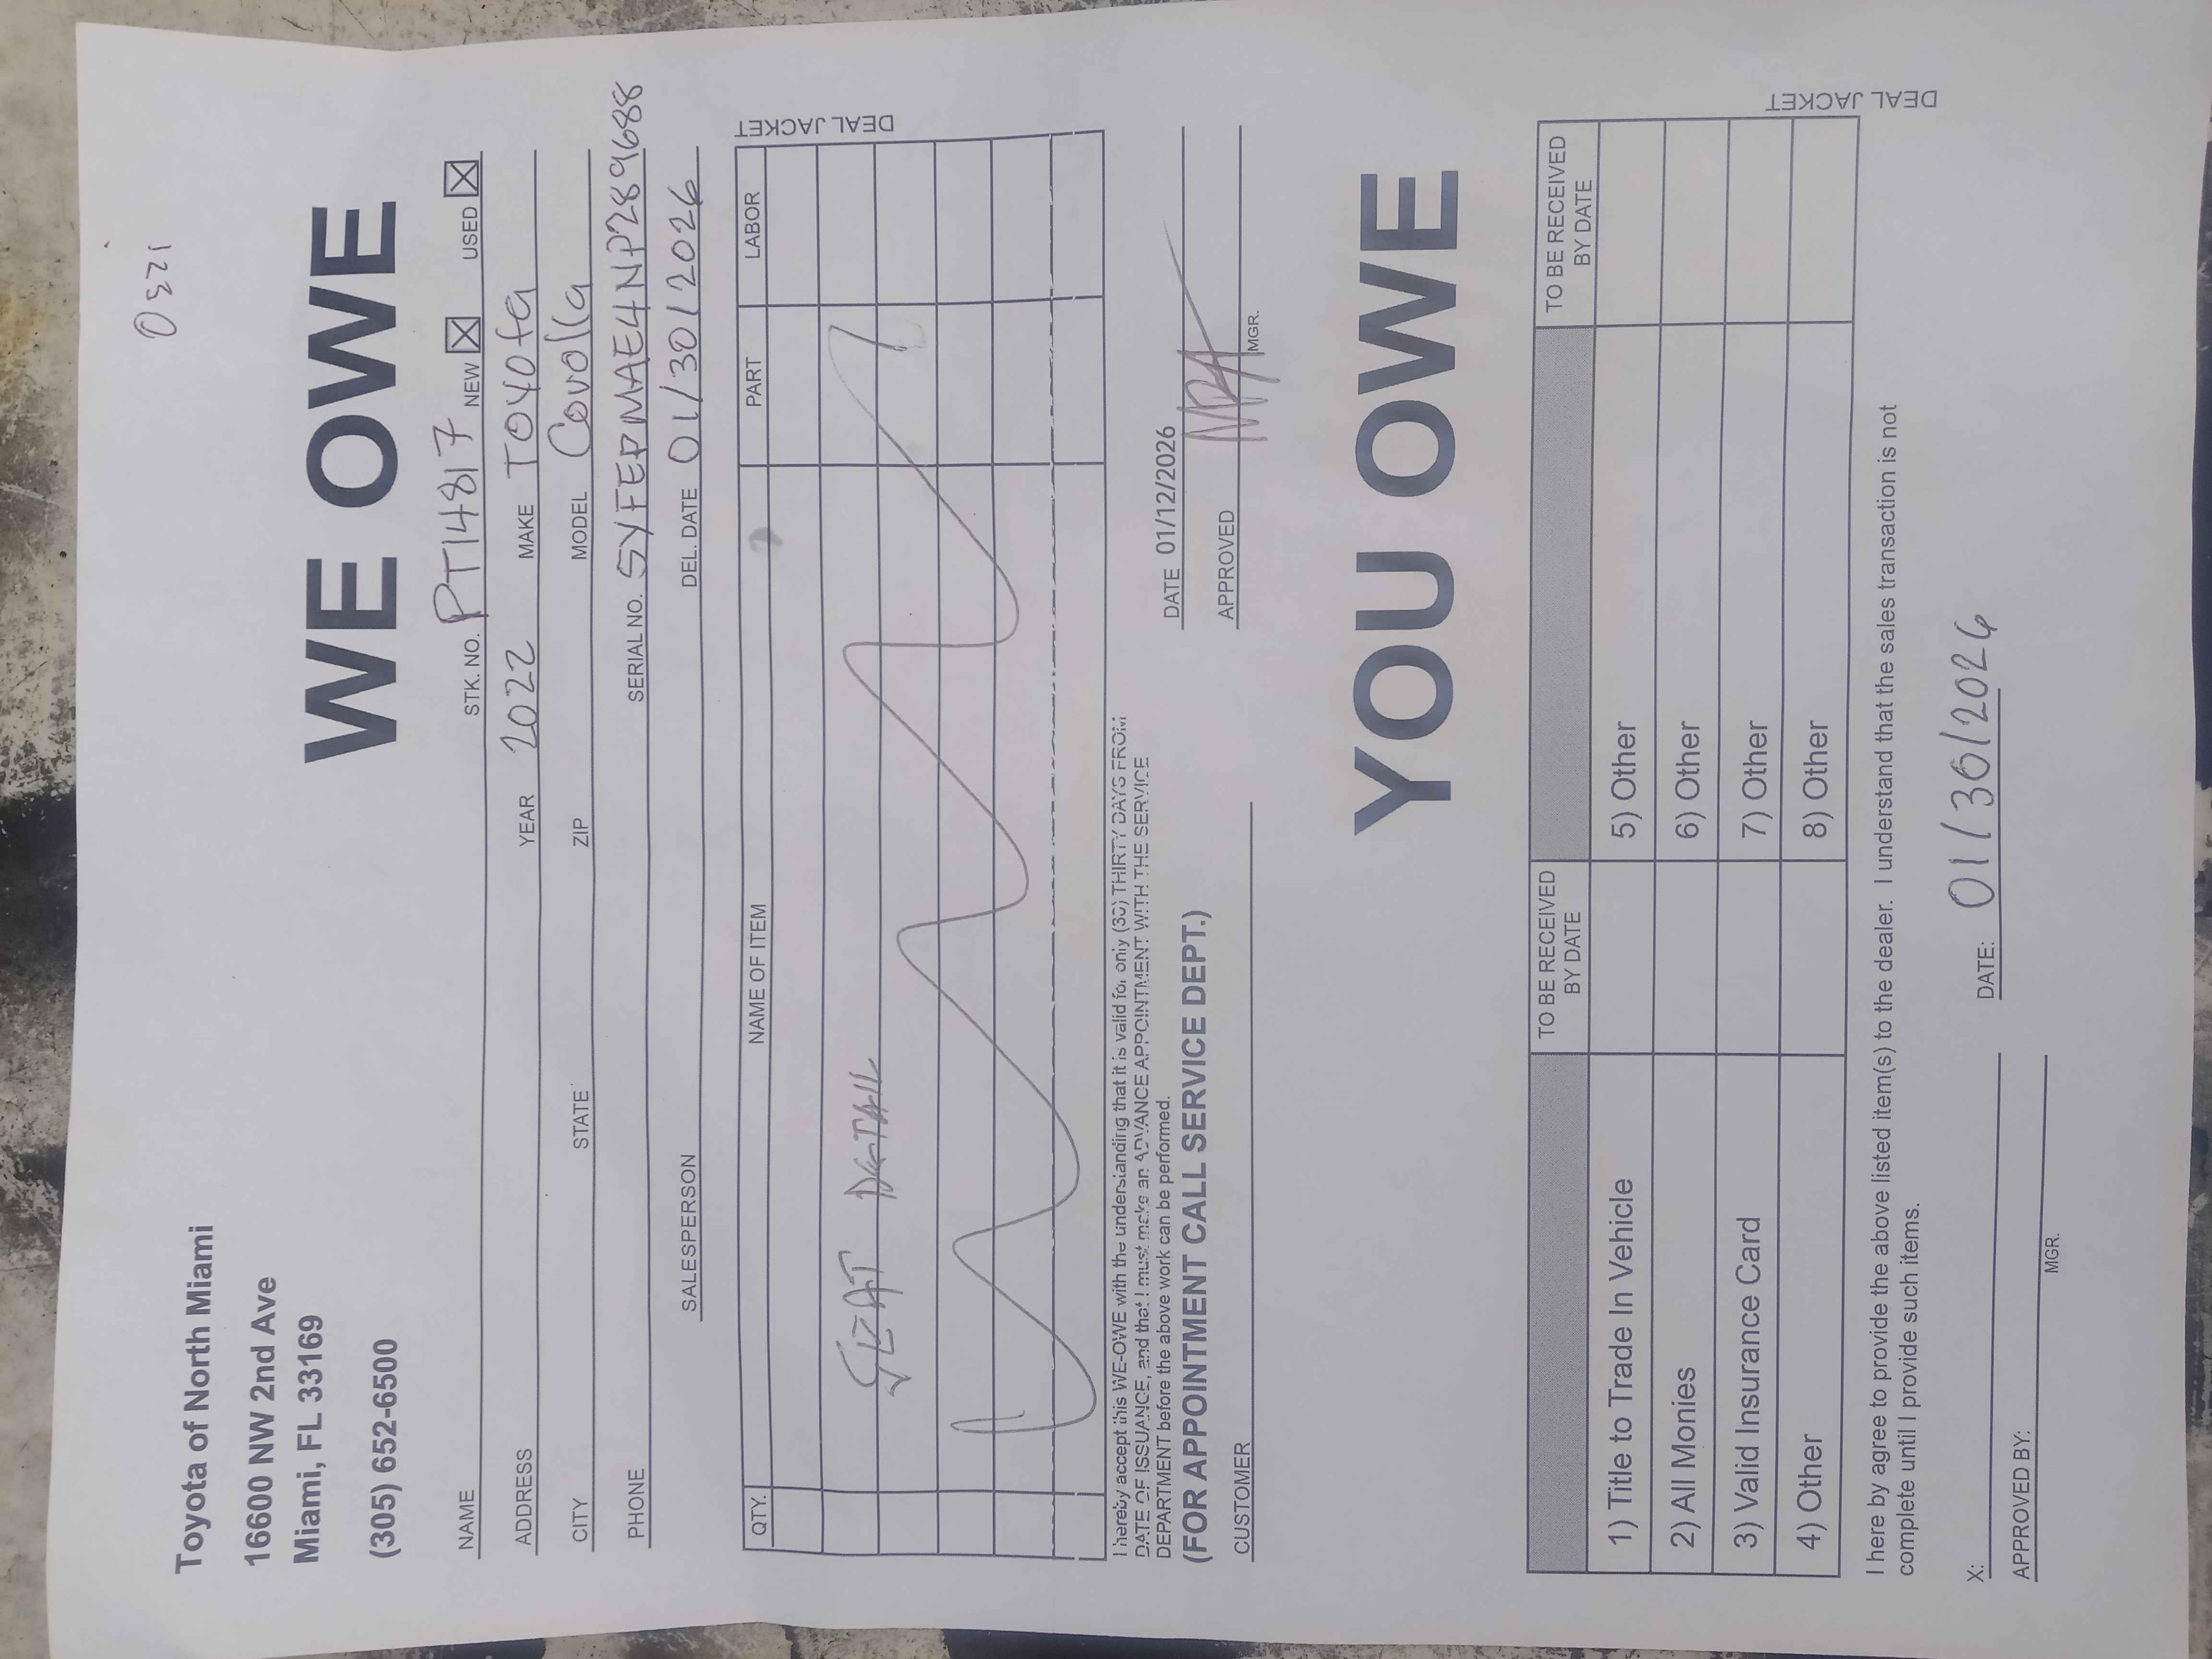 1230
Toyota of North Miami
16600 NW 2nd Ave
Miami, FL 33169
(305) 652-6500
WE OWE
NAME STK. NO. PT14817 NEW ☒ USED ☒
ADDRESS YEAR 2022 MAKE TOYOTA
CITY STATE ZIP MODEL Corolla
PHONE SERIAL NO. 5YFEPMAE4NP289688
SALESPERSON DEL. DATE 01/30/2026
QTY. NAME OF ITEM PART LABOR
SEAT DETAIL
DEAL JACKET
I hereby accept this WE-OWE with the understanding that it is valid for only (30) THIRTY DAYS FROM
DATE OF ISSUANCE, and that I must make an ADVANCE APPOINTMENT WITH THE SERVICE
DEPARTMENT before the above work can be performed.
(FOR APPOINTMENT CALL SERVICE DEPT.)
DATE 01/12/2026
CUSTOMER APPROVED
MGR.
YOU OWE
TO BE RECEIVED BY DATE TO BE RECEIVED BY DATE
1) Title to Trade In Vehicle 5) Other
2) All Monies 6) Other
3) Valid Insurance Card 7) Other
4) Other 8) Other
DEAL JACKET
I here by agree to provide the above listed item(s) to the dealer. I understand that the sales transaction is not
complete until I provide such items.
X: DATE: 01/30/2026
APPROVED BY:
MGR.